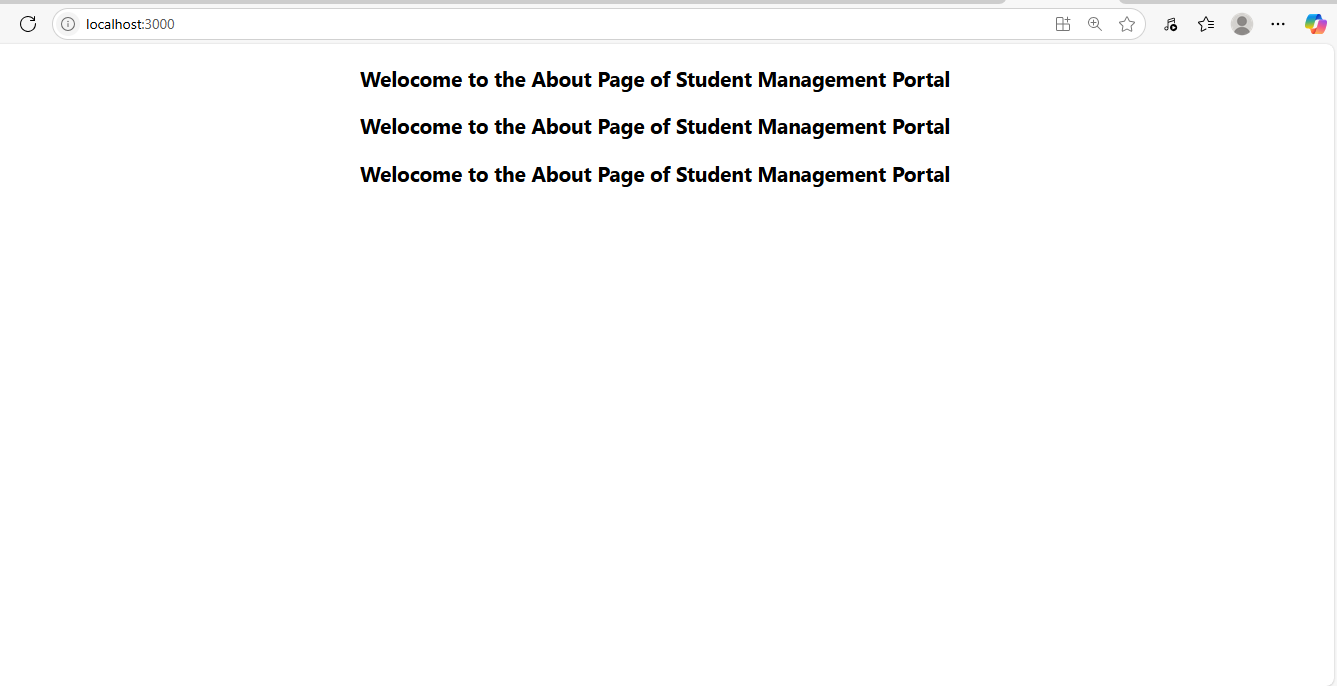 localhost:3000
Welocome to the About Page of Student Management Portal
Welocome to the About Page of Student Management Portal
Welocome to the About Page of Student Management Portal